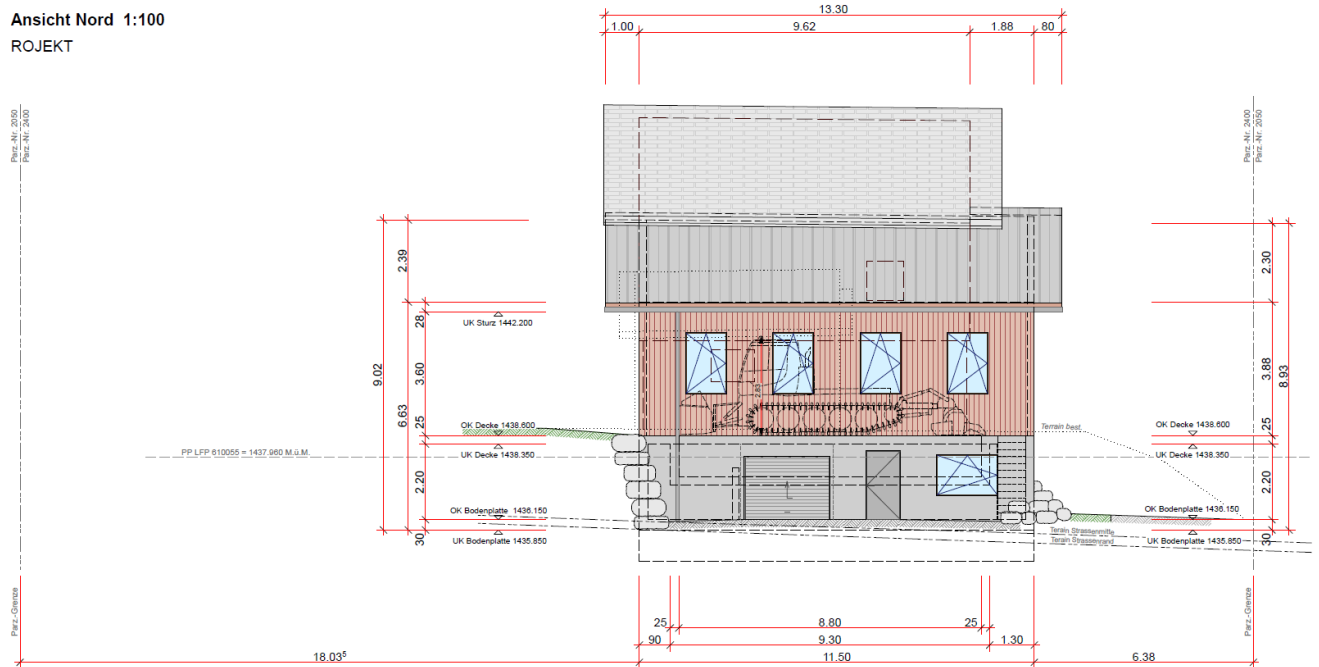 Ansicht Nord 1:100
ROJEKT
13.30
1.00
9.62
1.88
80
Parz.-Nr. 2050
Parz.-Nr. 2400
Parz.-Nr. 2400
Parz.-Nr. 2050
2.39
2.30
UK Sturz 1442.200
28
9.02
3.60
6.63
2.83
3.88
8.93
25
25
OK Decke 1438.600
Terrain best.
OK Decke 1438.600
UK Decke 1438.350
UK Decke 1438.350
PP LFP 610055 = 1437.960 M.ü.M.
2.20
2.20
OK Bodenplatte 1436.150
OK Bodenplatte 1436.150
Terain Strassenmitte
30
UK Bodenplatte 1435.850
Terain Strassenrand
UK Bodenplatte 1435.850
30
Parz.-Grenze
Parz.-Grenze
25
8.80
25
90
9.30
1.30
18.03⁵
11.50
6.38